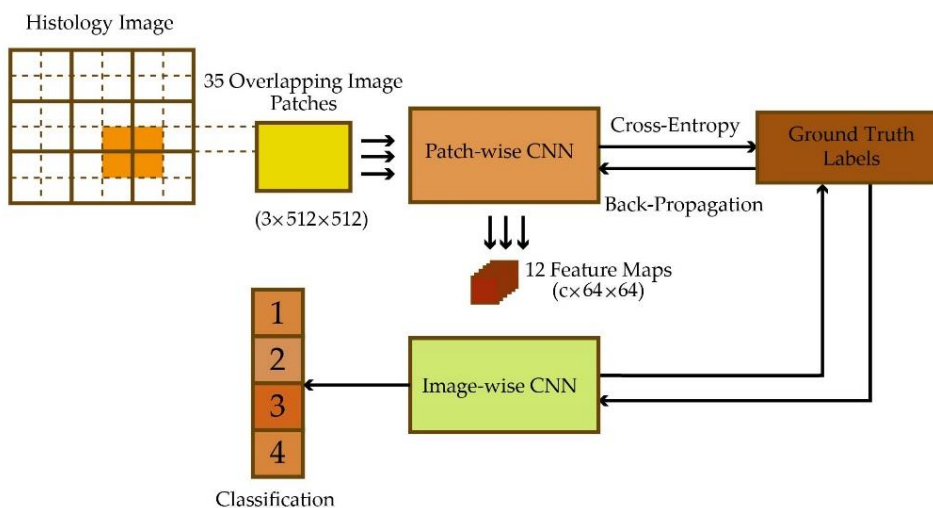 Histology Image
35 Overlapping Image
Patches
(3×512×512)
Patch-wise CNN
Cross-Entropy
Back-Propagation
Ground Truth
Labels
12 Feature Maps
(c×64×64)
Image-wise CNN
1
2
3
4
Classification